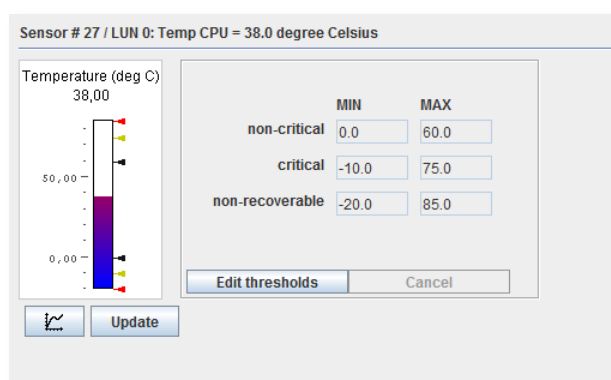 Sensor # 27 / LUN 0: Temp CPU = 38.0 degree Celsius
Temperature (deg C)
38,00
50,00
0,00
MIN MAX
non-critical 0.0 60.0
critical -10.0 75.0
non-recoverable -20.0 85.0
Edit thresholds Cancel
Update